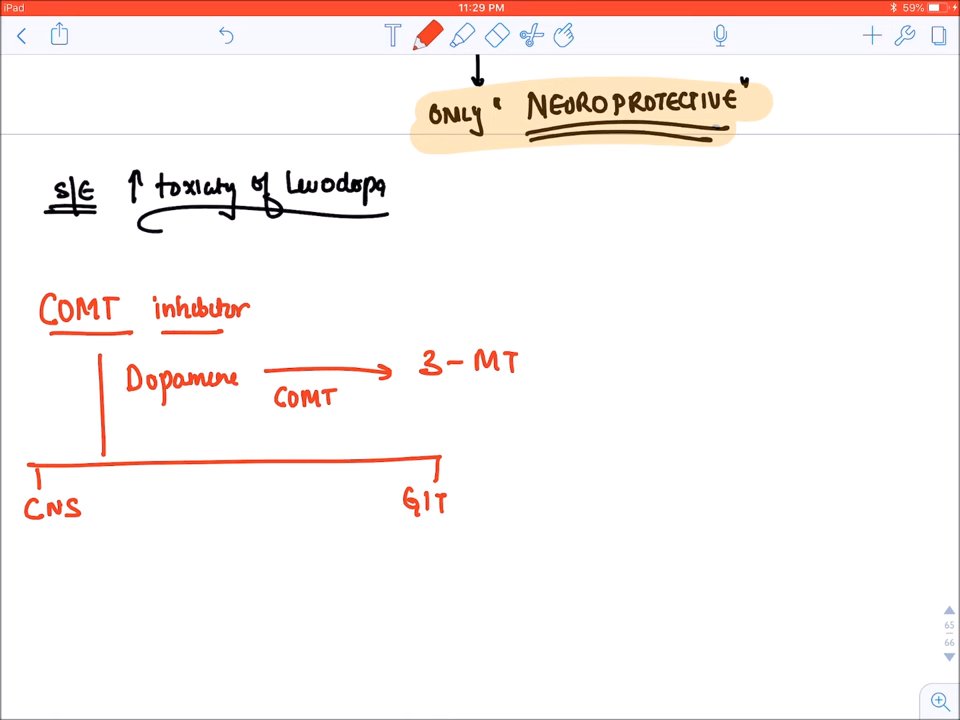 iPad 11:29 PM 59%
T
ONLY "NEUROPROTECTIVE"
S/E ↑ toxicity of Levodopa
COMT inhibitor
Dopamine → 3-MT
COMT
CNS GIT
65
66